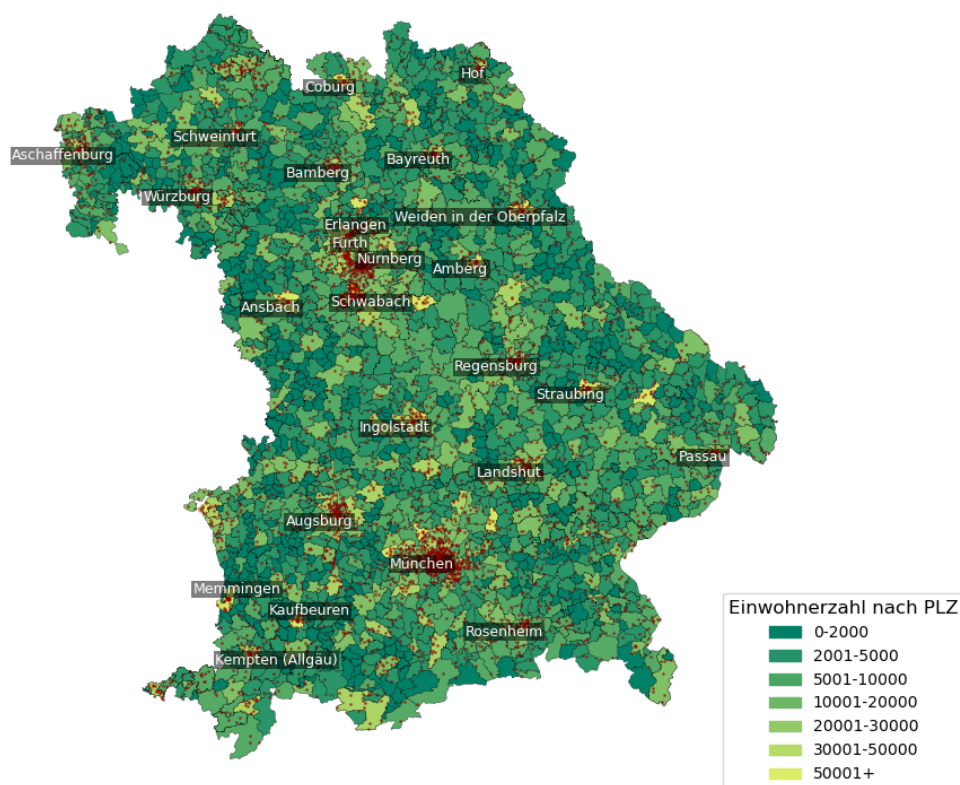 Hof
Coburg
Schweinfurt
Aschaffenburg
Bayreuth
Bamberg
Würzburg
Weiden in der Oberpfalz
Erlangen
Fürth
Nürnberg
Amberg
Schwabach
Ansbach
Regensburg
Straubing
Ingolstadt
Passau
Landshut
Augsburg
München
Memmingen
Kaufbeuren
Rosenheim
Kempten (Allgäu)
Einwohnerzahl nach PLZ
0-2000
2001-5000
5001-10000
10001-20000
20001-30000
30001-50000
50001+